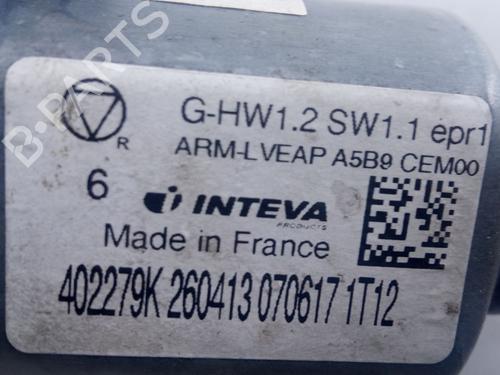 B-PARTS
G-HW1.2 SW1.1 epr1
R
ARM-LVEAP A5B9 CEM00
6
INTEVA
PRODUCTS
Made in France
402279K 260413 070617 1T12